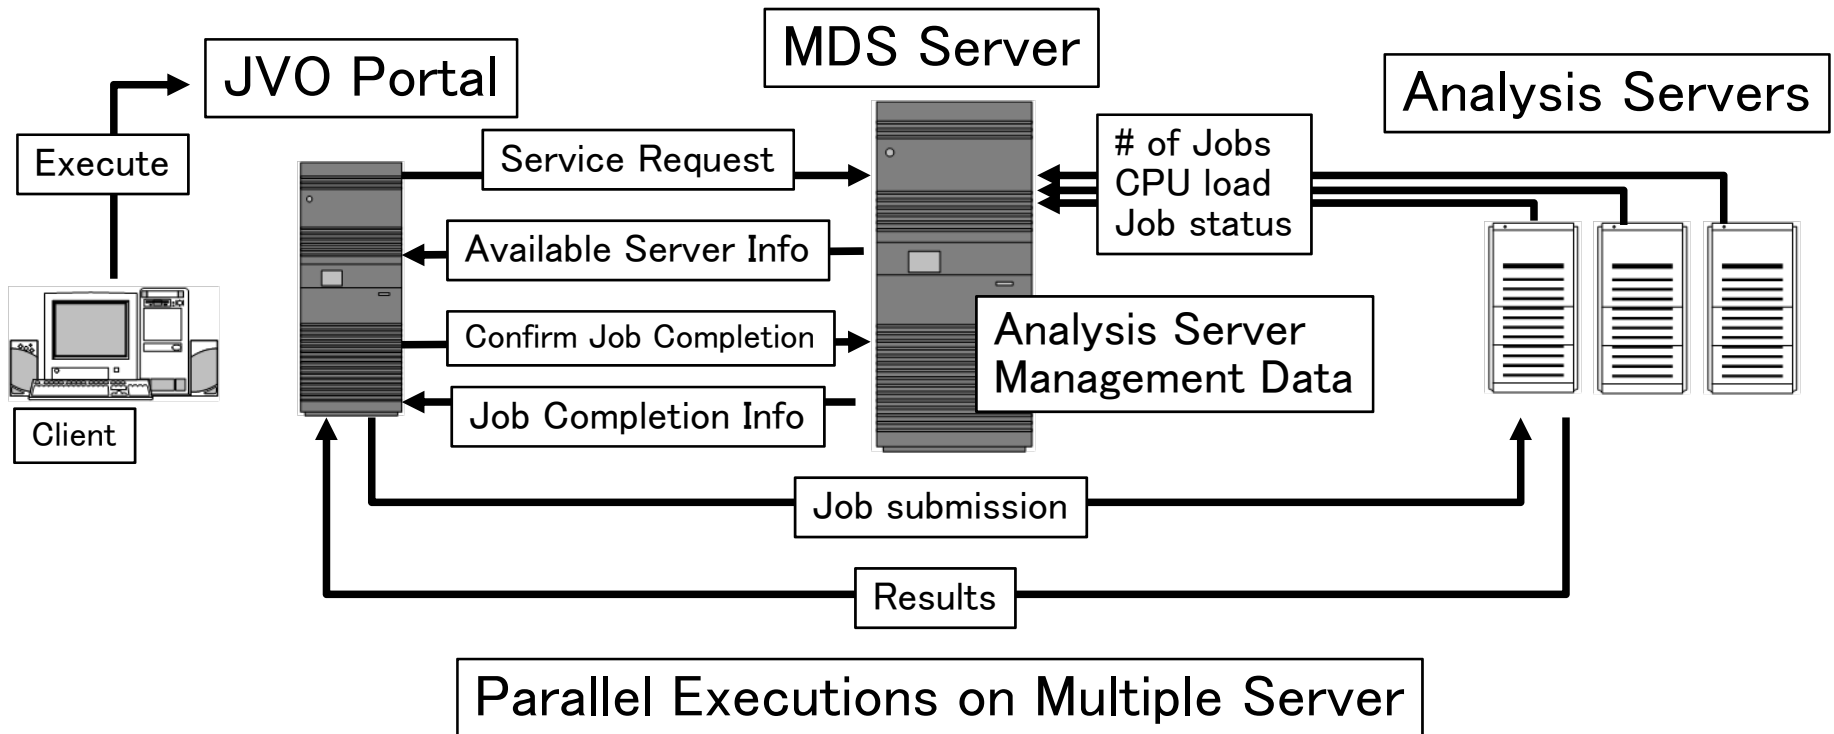 MDS Server
JVO Portal
Analysis Servers
Execute
Service Request
# of Jobs
CPU load
Job status
Available Server Info
Confirm Job Completion
Analysis Server
Management Data
Job Completion Info
Client
Job submission
Results
Parallel Executions on Multiple Server